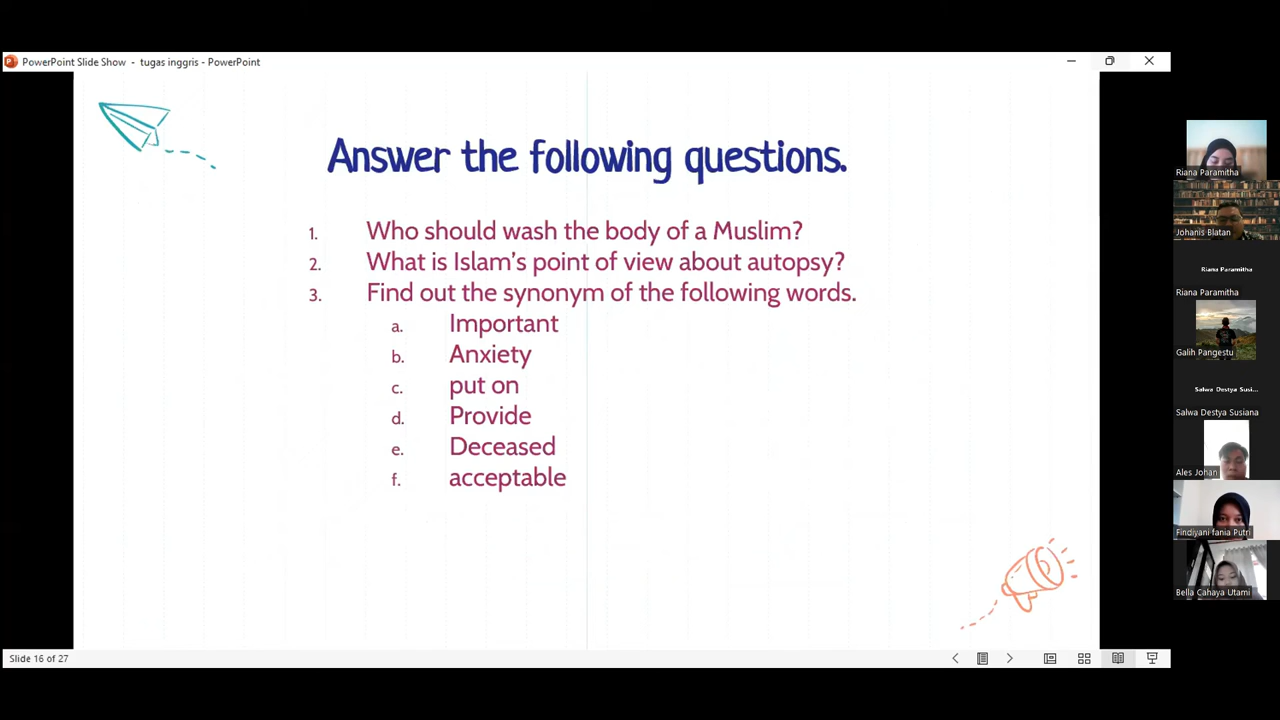 PowerPoint Slide Show - tugas inggris - PowerPoint
Answer the following questions.
1. Who should wash the body of a Muslim?
2. What is Islam's point of view about autopsy?
3. Find out the synonym of the following words.
a. Important
b. Anxiety
c. put on
d. Provide
e. Deceased
f. acceptable
Slide 16 of 27
Riana Paramitha
Johanis Blatan
Riana Paramitha
Riana Paramitha
Galih Pangestu
Salwa Destya Susi...
Salwa Destya Susiana
Ales Johan
Findiyani fania Putri
Bella Cahaya Utami